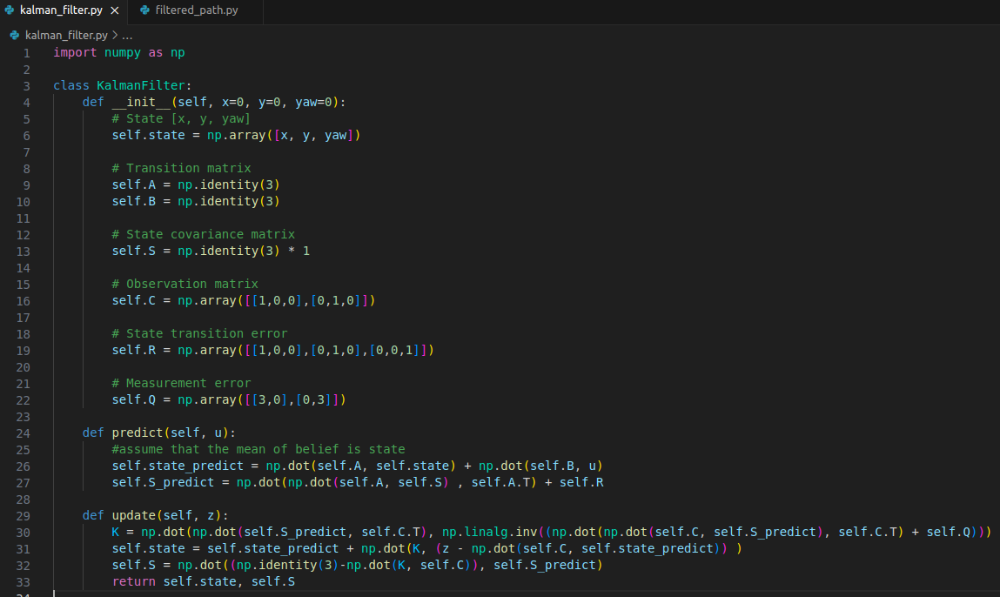 kalman_filter.py × filtered_path.py
kalman_filter.py > ...
1 import numpy as np
2
3 class KalmanFilter:
4     def __init__(self, x=0, y=0, yaw=0):
5         # State [x, y, yaw]
6         self.state = np.array([x, y, yaw])
7
8         # Transition matrix
9         self.A = np.identity(3)
10         self.B = np.identity(3)
11
12         # State covariance matrix
13         self.S = np.identity(3) * 1
14
15         # Observation matrix
16         self.C = np.array([[1,0,0],[0,1,0]])
17
18         # State transition error
19         self.R = np.array([[1,0,0],[0,1,0],[0,0,1]])
20
21         # Measurement error
22         self.Q = np.array([[3,0],[0,3]])
23
24     def predict(self, u):
25         #assume that the mean of belief is state
26         self.state_predict = np.dot(self.A, self.state) + np.dot(self.B, u)
27         self.S_predict = np.dot(np.dot(self.A, self.S) , self.A.T) + self.R
28
29     def update(self, z):
30         K = np.dot(np.dot(self.S_predict, self.C.T), np.linalg.inv((np.dot(np.dot(self.C, self.S_predict), self.C.T) + self.Q)))
31         self.state = self.state_predict + np.dot(K, (z - np.dot(self.C, self.state_predict)) )
32         self.S = np.dot((np.identity(3)-np.dot(K, self.C)), self.S_predict)
33         return self.state, self.S
34